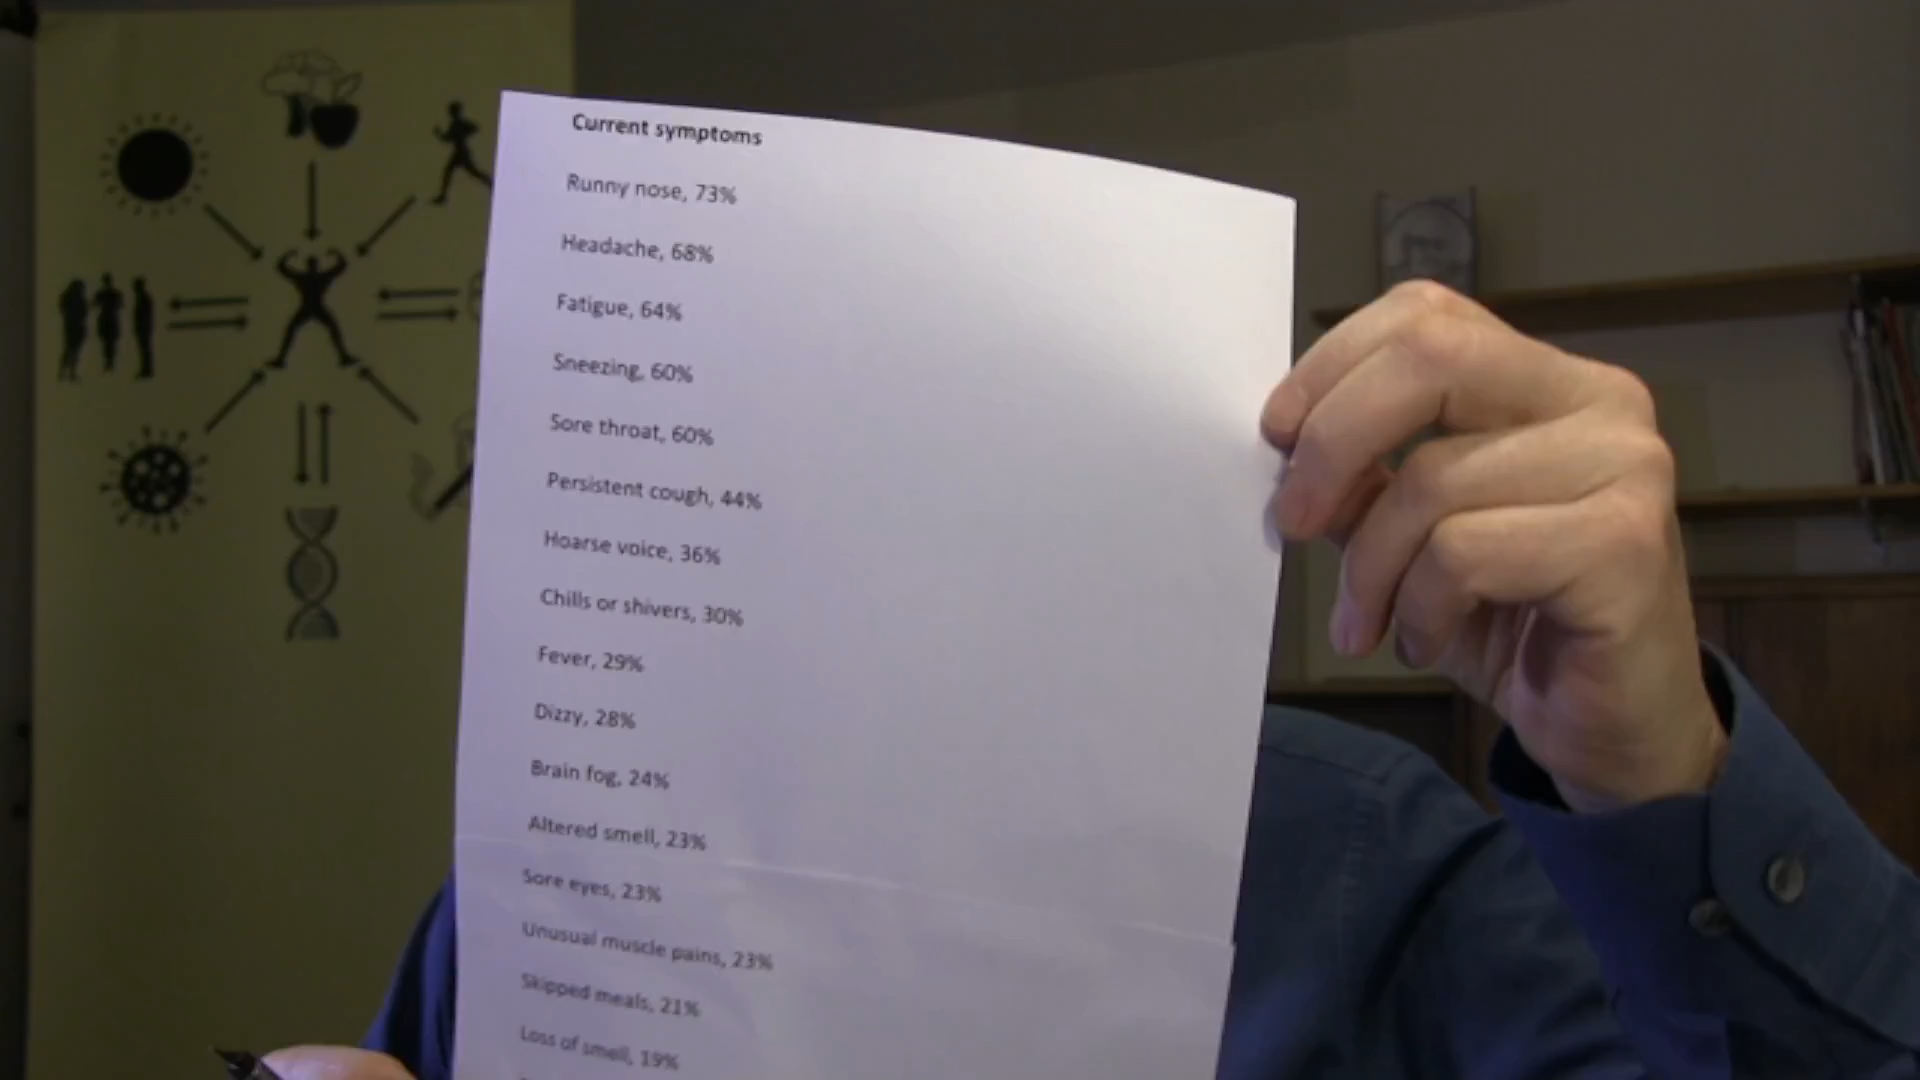 Current symptoms
Runny nose, 73%
Headache, 68%
Fatigue, 64%
Sneezing, 60%
Sore throat, 60%
Persistent cough, 44%
Hoarse voice, 36%
Chills or shivers, 30%
Fever, 29%
Dizzy, 28%
Brain fog, 24%
Altered smell, 23%
Sore eyes, 23%
Unusual muscle pains, 23%
Skipped meals, 21%
Loss of smell, 19%